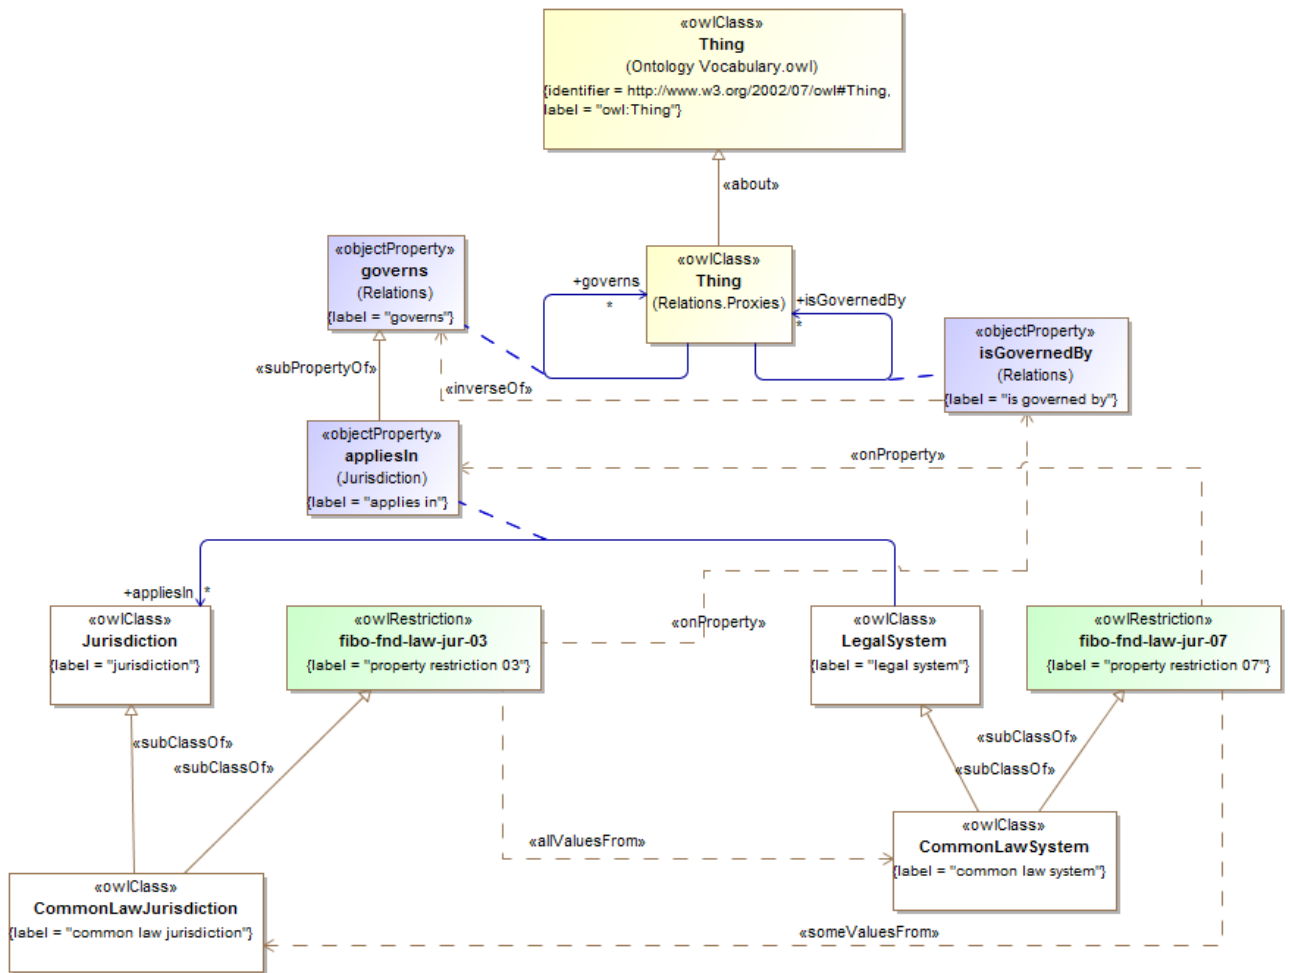 «owlClass»
Thing
(Ontology Vocabulary.owl)
{identifier = http://www.w3.org/2002/07/owl#Thing,
label = "owl:Thing"}
«about»
«objectProperty»
governs
(Relations)
{label = "governs"}
+governs
*
«owlClass»
Thing
(Relations.Proxies)
+isGovernedBy
*
«objectProperty»
isGovernedBy
(Relations)
{label = "is governed by"}
«subPropertyOf»
«inverseOf»
«objectProperty»
appliesIn
(Jurisdiction)
{label = "applies in"}
«onProperty»
+appliesIn
*
«owlClass»
Jurisdiction
{label = "jurisdiction"}
«owlRestriction»
fibo-fnd-law-jur-03
{label = "property restriction 03"}
«onProperty»
«owlClass»
LegalSystem
{label = "legal system"}
«owlRestriction»
fibo-fnd-law-jur-07
{label = "property restriction 07"}
«subClassOf»
«subClassOf»
«subClassOf»
«subClassOf»
«allValuesFrom»
«owlClass»
CommonLawSystem
{label = "common law system"}
«owlClass»
CommonLawJurisdiction
{label = "common law jurisdiction"}
«someValuesFrom»